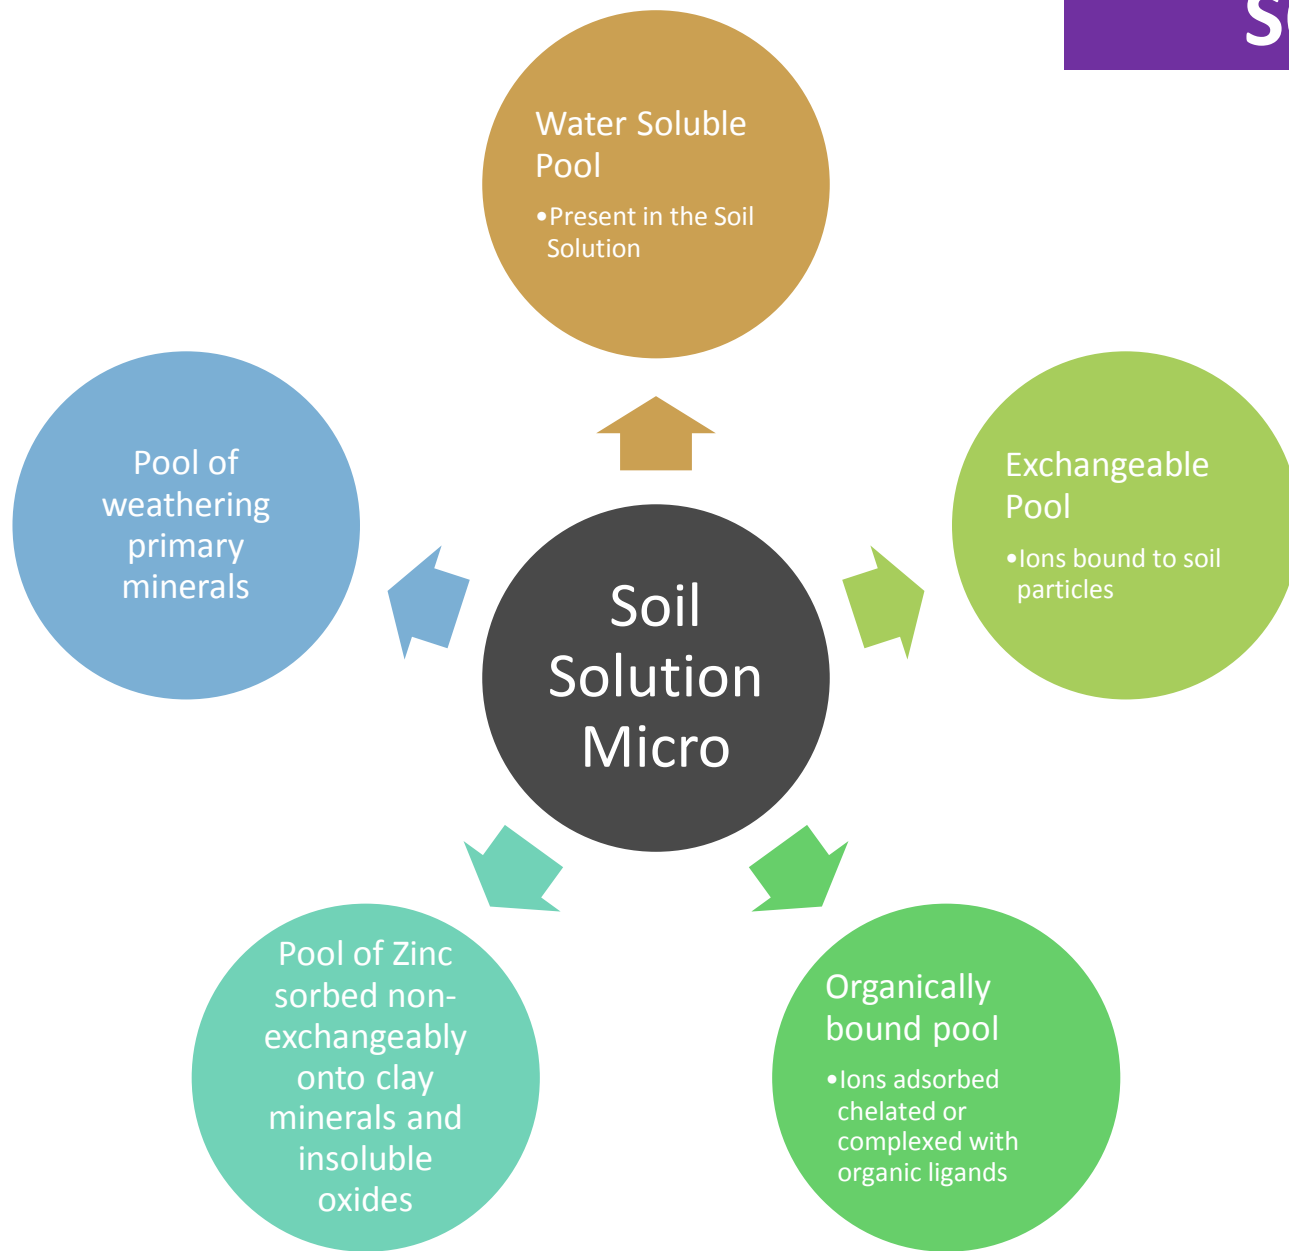 Water Soluble
Pool
•Present in the Soil
Solution
Exchangeable
Pool
•Ions bound to soil
particles
Organically
bound pool
•Ions adsorbed
chelated or
complexed with
organic ligands
Pool of Zinc
sorbed non-
exchangeably
onto clay
minerals and
insoluble
oxides
Pool of
weathering
primary
minerals
Soil
Solution
Micro